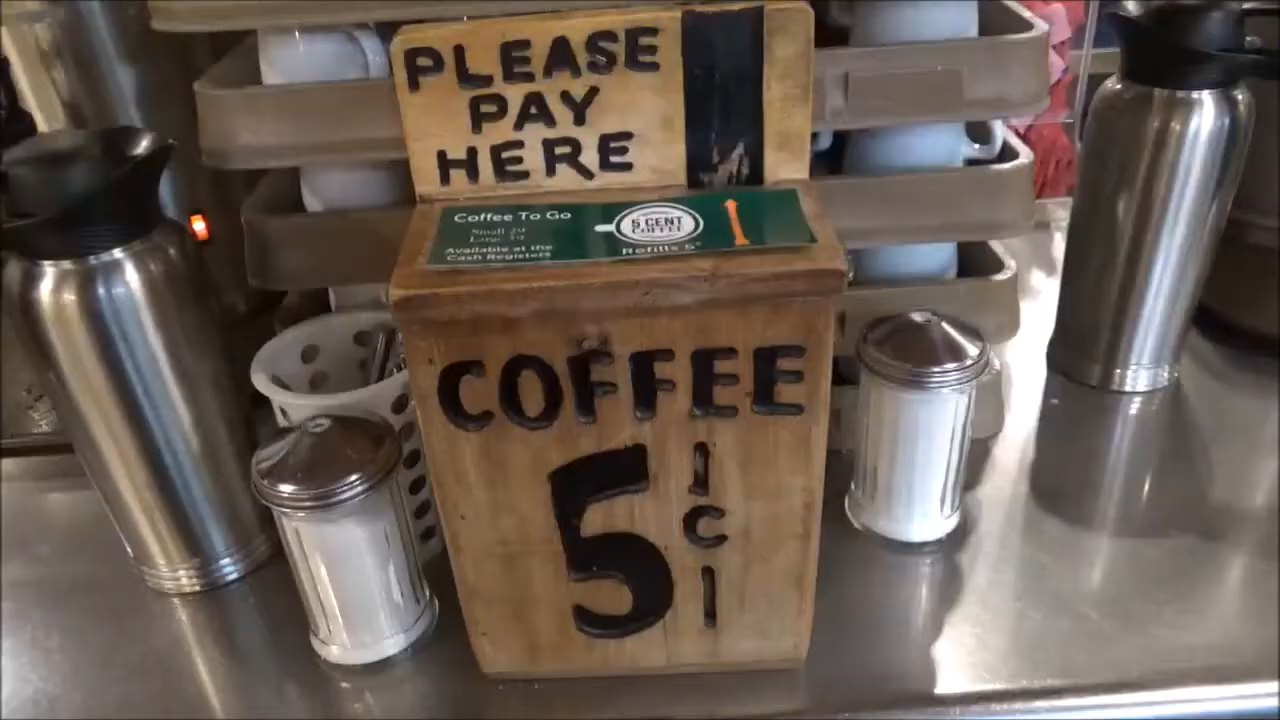 PLEASE
PAY
HERE
Coffee To Go
Small .29
Large .59
Available at the
Cash Registers
5 CENT
COFFEE
Refills 5¢
COFFEE
5¢